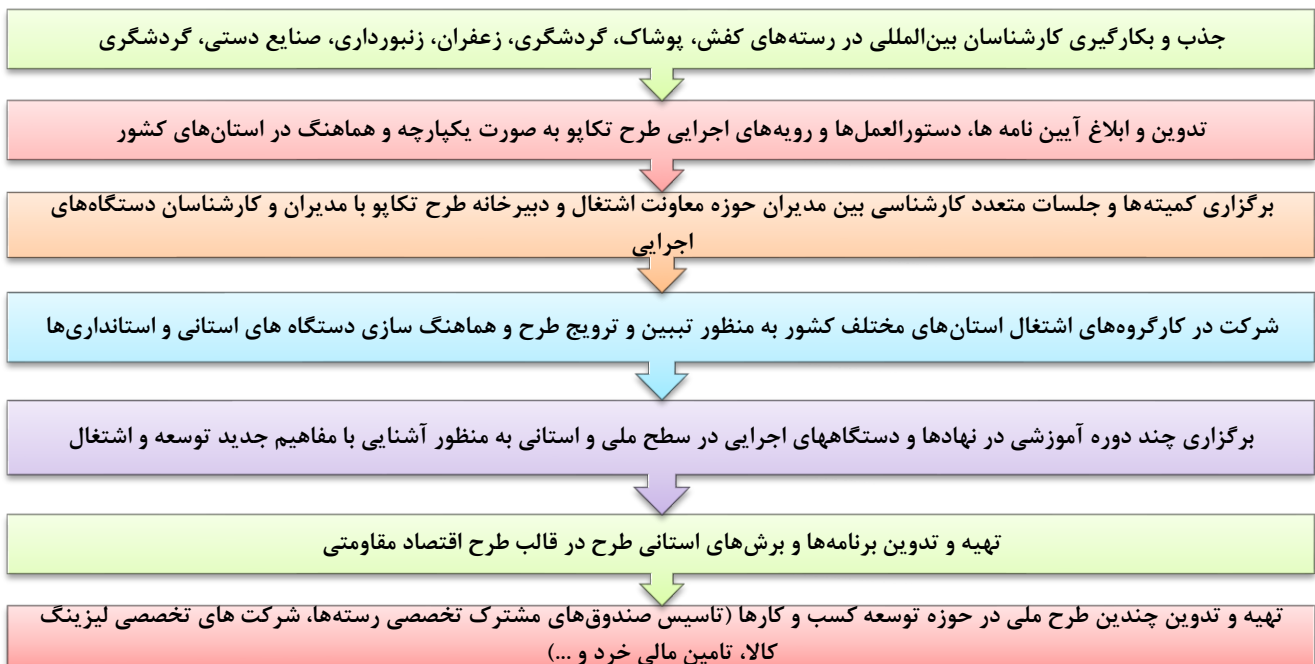 جذب و بکارگیری کارشناسان بین‌المللی در رسته‌های کفش، پوشاک، گردشگری، زعفران، زنبورداری، صنایع دستی، گردشگری
تدوین و ابلاغ آیین نامه ها، دستورالعمل‌ها و رویه‌های اجرایی طرح تکاپو به صورت یکپارچه و هماهنگ در استان‌های کشور
برگزاری کمیته‌ها و جلسات متعدد کارشناسی بین مدیران حوزه معاونت اشتغال و دبیرخانه طرح تکاپو با مدیران و کارشناسان دستگاه‌های
اجرایی
شرکت در کارگروه‌های اشتغال استان‌های مختلف کشور به منظور تببین و ترویج طرح و هماهنگ سازی دستگاه های استانی و استانداری‌ها
برگزاری چند دوره آموزشی در نهادها و دستگاههای اجرایی در سطح ملی و استانی به منظور آشنایی با مفاهیم جدید توسعه و اشتغال
تهیه و تدوین برنامه‌ها و برش‌های استانی طرح در قالب طرح اقتصاد مقاومتی
تهیه و تدوین چندین طرح ملی در حوزه توسعه کسب و کارها (تاسیس صندوق‌های مشترک تخصصی رسته‌ها، شرکت های تخصصی لیزینگ
کالا، تامین مالی خرد و ...)